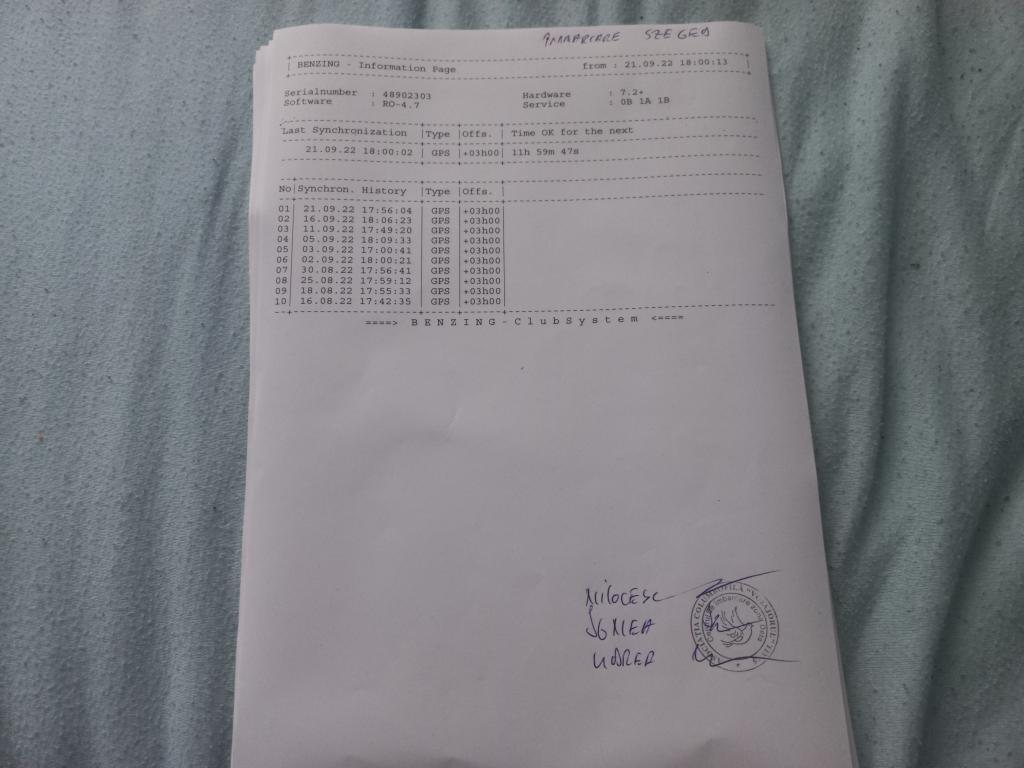 SZEGED
BENZING - Information Page from : 21.09.22 18:00:13
Serialnumber : 48902303 Hardware : 7.2+
Software : RO-4.7 Service : 0B 1A 1B
Last Synchronization |Type |Offs. | Time OK for the next
21.09.22 18:00:02 | GPS |+03h00| 11h 59m 47s
No|Synchron. History |Type |Offs. |
01| 21.09.22 17:56:04 | GPS |+03h00|
02| 16.09.22 18:06:23 | GPS |+03h00|
03| 11.09.22 17:49:20 | GPS |+03h00|
04| 05.09.22 18:09:33 | GPS |+03h00|
05| 03.09.22 17:00:41 | GPS |+03h00|
06| 02.09.22 18:00:21 | GPS |+03h00|
07| 30.08.22 17:56:41 | GPS |+03h00|
08| 25.08.22 17:59:12 | GPS |+03h00|
09| 18.08.22 17:55:33 | GPS |+03h00|
10| 16.08.22 17:42:35 | GPS |+03h00|
====> B E N Z I N G - C l u b S y s t e m <====